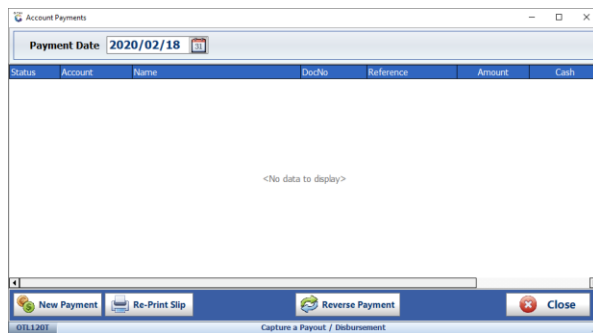 Account Payments
Payment Date 2020/02/18 31
Status Account Name DocNo Reference Amount Cash
<No data to display>
New Payment Re-Print Slip Reverse Payment Close
OTL120T Capture a Payout / Disbursement